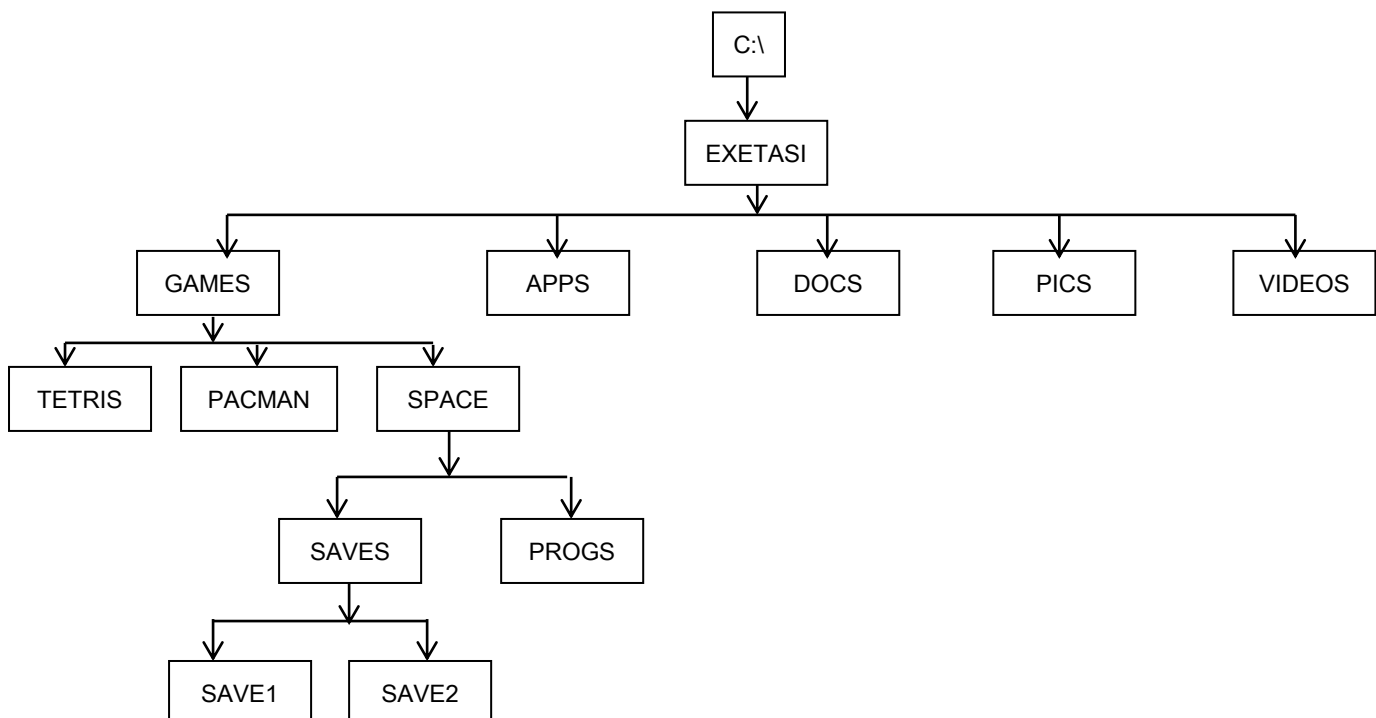 C:\
EXETASI
GAMES APPS DOCS PICS VIDEOS
TETRIS PACMAN SPACE
SAVES PROGS
SAVE1 SAVE2